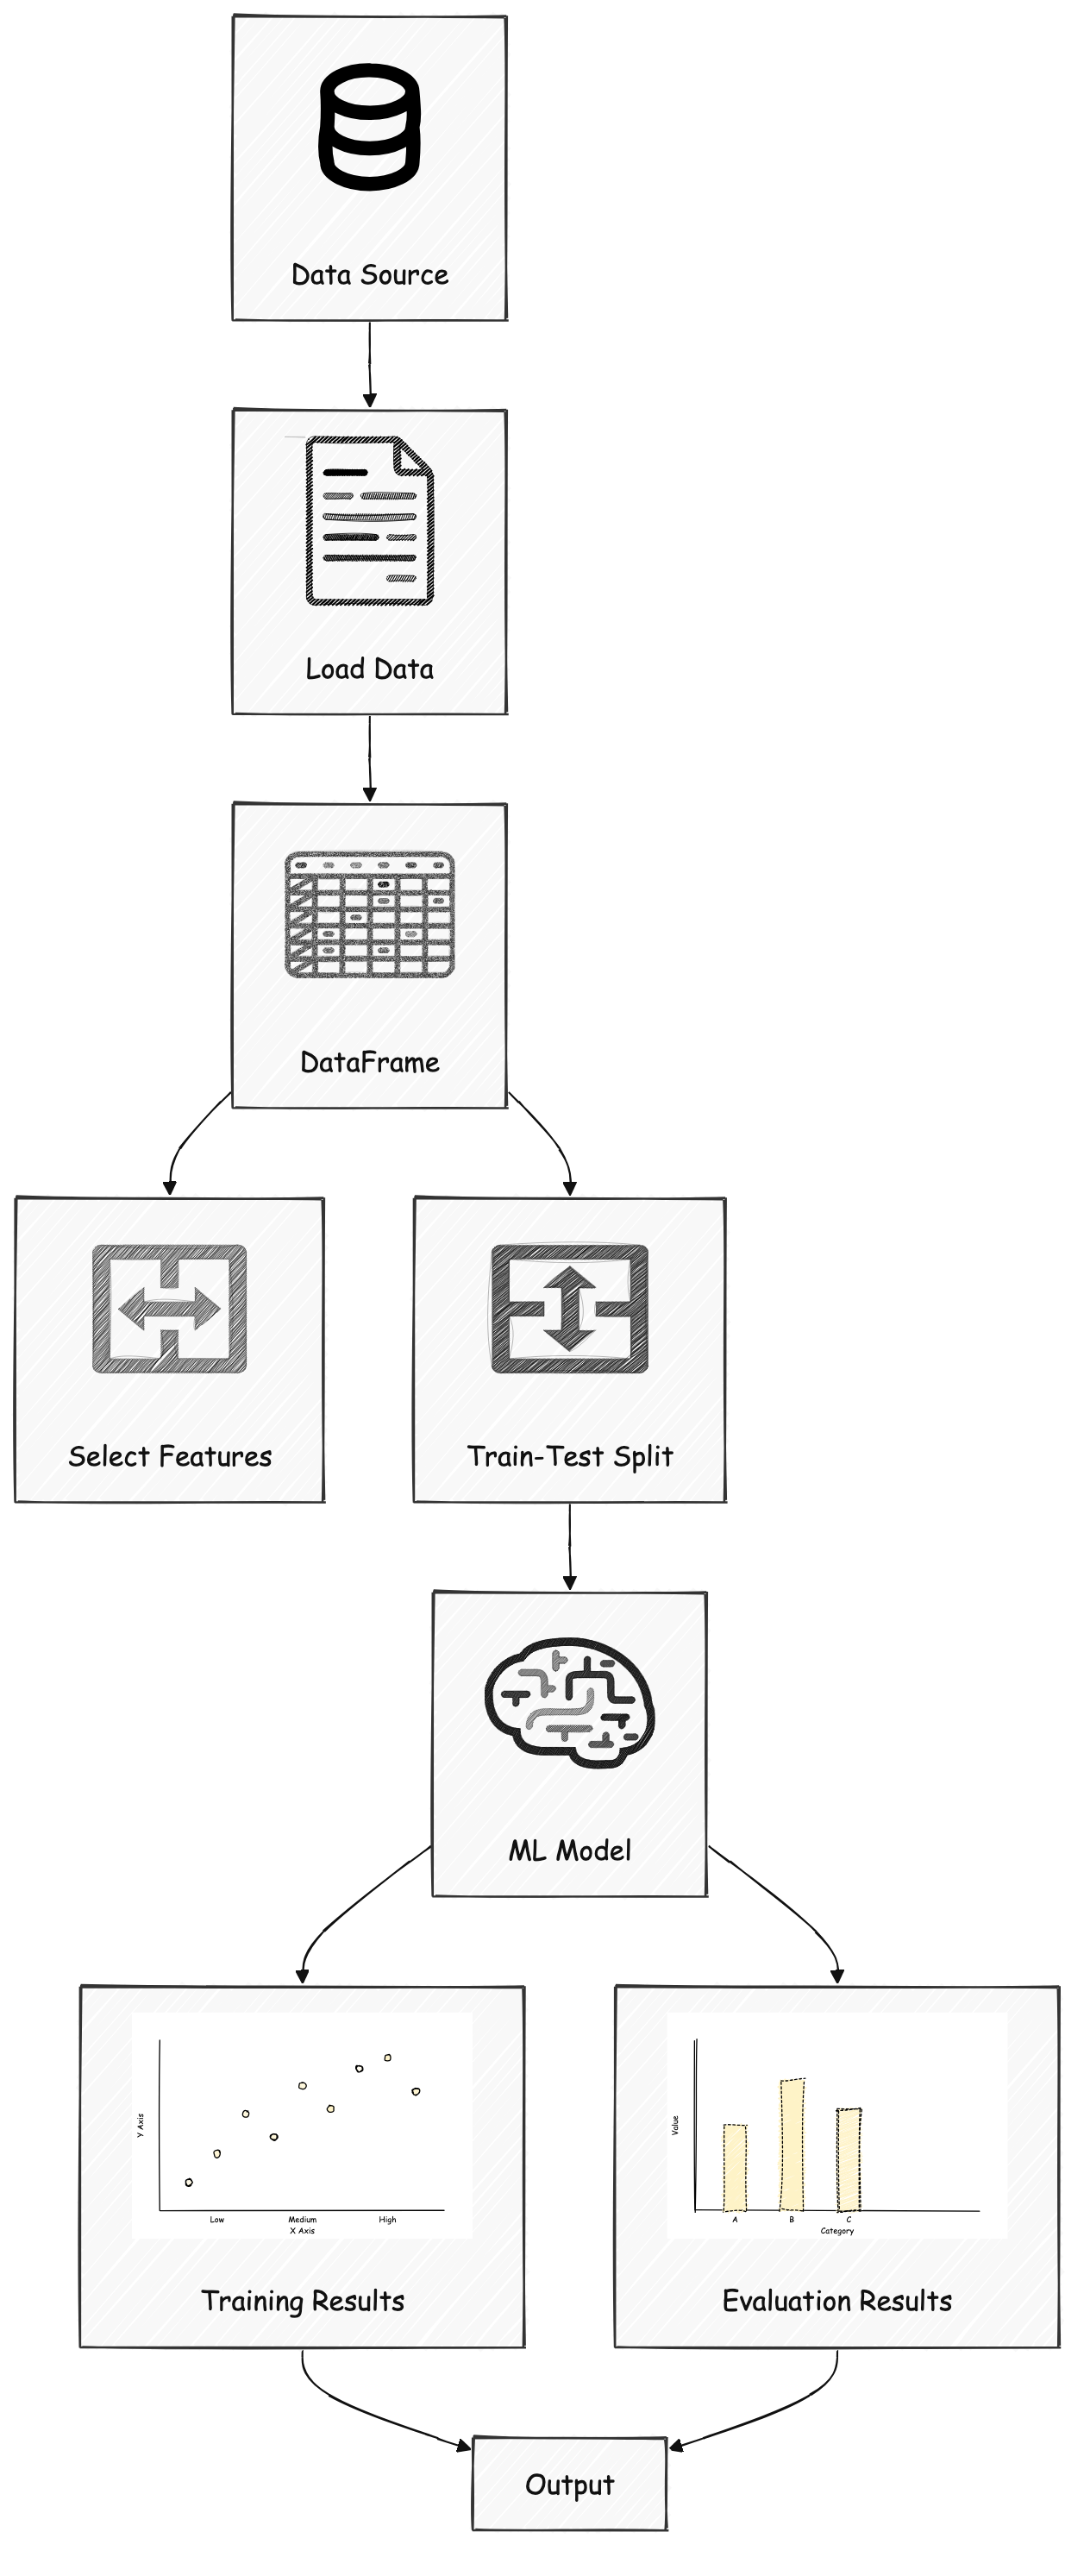 Data Source
Load Data
DataFrame
Select Features
Train-Test Split
ML Model
Y Axis
Low Medium High
X Axis
Training Results
Value
A B C
Category
Evaluation Results
Output